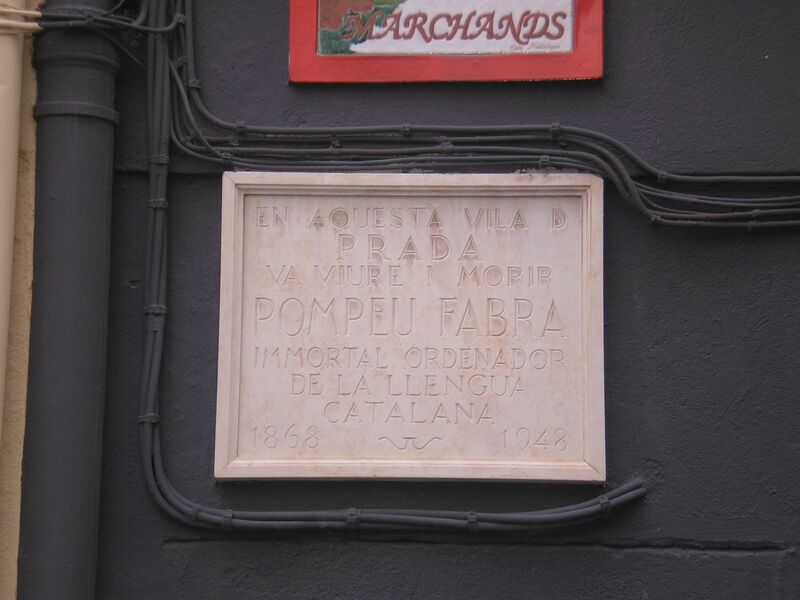 MARCHANDS
EN AQUESTA VILA Đ
PRADA
VA VIURE I MORIR
POMPEU FABRA
IMMORTAL ORDENADOR
DE LA LLENGUA
CATALANA
1868 1948